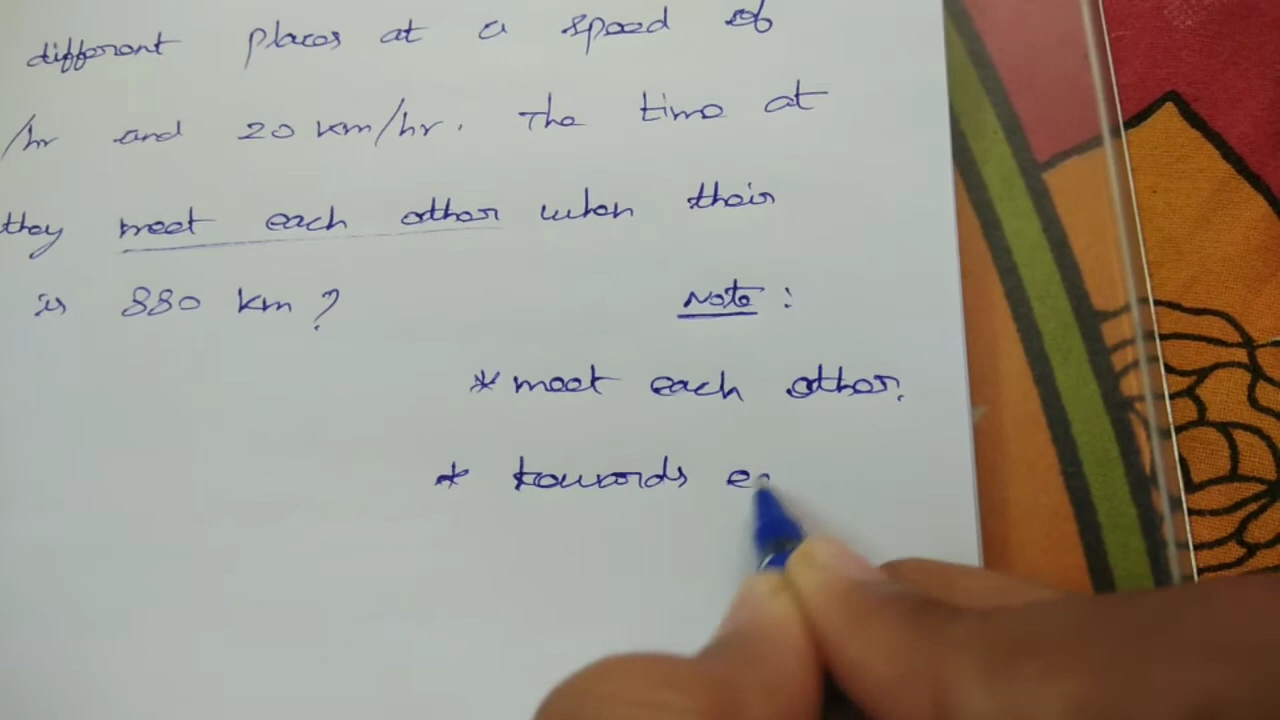 different places at a speed of
/hr and 20 km/hr. The time at
they meet each other when their
is 880 km?
Note :
* meet each other.
* towards ea